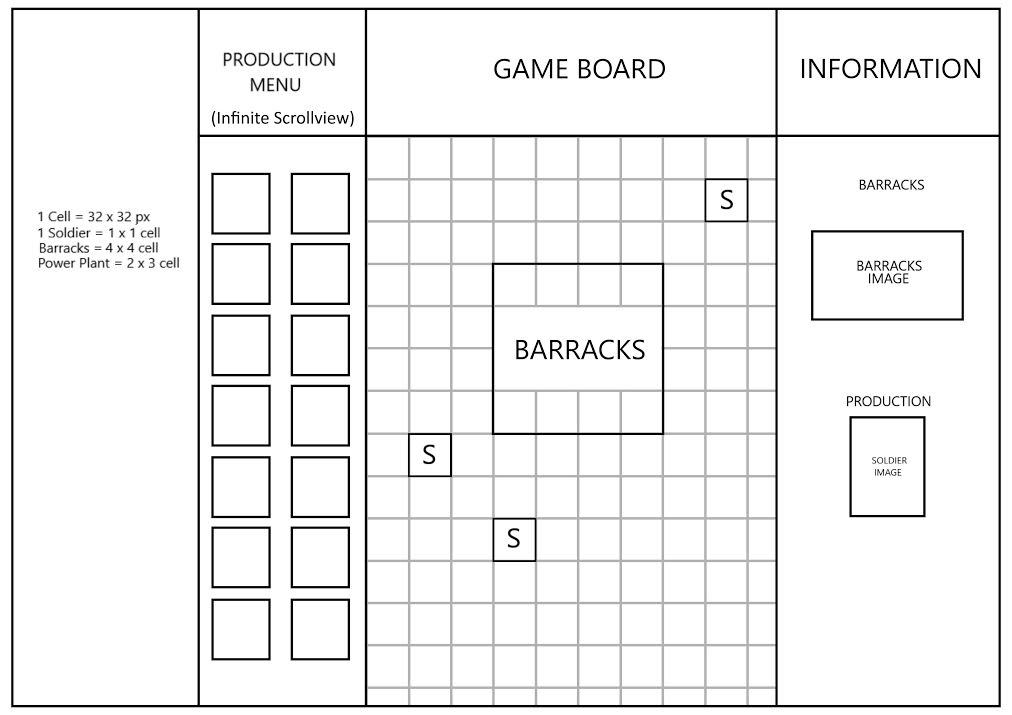 PRODUCTION
MENU
(Infinite Scrollview)
GAME BOARD
INFORMATION
1 Cell = 32 x 32 px
1 Soldier = 1 x 1 cell
Barracks = 4 x 4 cell
Power Plant = 2 x 3 cell
S
BARRACKS
S
S
BARRACKS
BARRACKS
IMAGE
PRODUCTION
SOLDIER
IMAGE